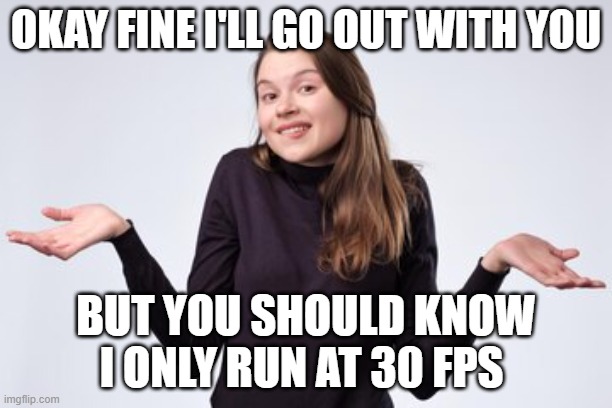 OKAY FINE I'LL GO OUT WITH YOU
BUT YOU SHOULD KNOW
I ONLY RUN AT 30 FPS
imgflip.com